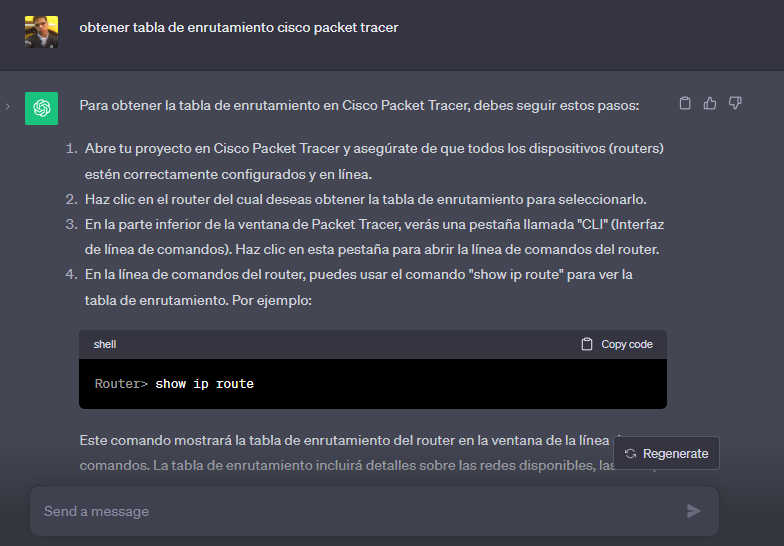 obtener tabla de enrutamiento cisco packet tracer
Para obtener la tabla de enrutamiento en Cisco Packet Tracer, debes seguir estos pasos:
1. Abre tu proyecto en Cisco Packet Tracer y asegúrate de que todos los dispositivos (routers)
estén correctamente configurados y en línea.
2. Haz clic en el router del cual deseas obtener la tabla de enrutamiento para seleccionarlo.
3. En la parte inferior de la ventana de Packet Tracer, verás una pestaña llamada "CLI" (Interfaz
de línea de comandos). Haz clic en esta pestaña para abrir la línea de comandos del router.
4. En la línea de comandos del router, puedes usar el comando "show ip route" para ver la
tabla de enrutamiento. Por ejemplo:
shell
Copy code
Router> show ip route
Este comando mostrará la tabla de enrutamiento del router en la ventana de la línea
comandos. La tabla de enrutamiento incluirá detalles sobre las redes disponibles, las
Regenerate
Send a message